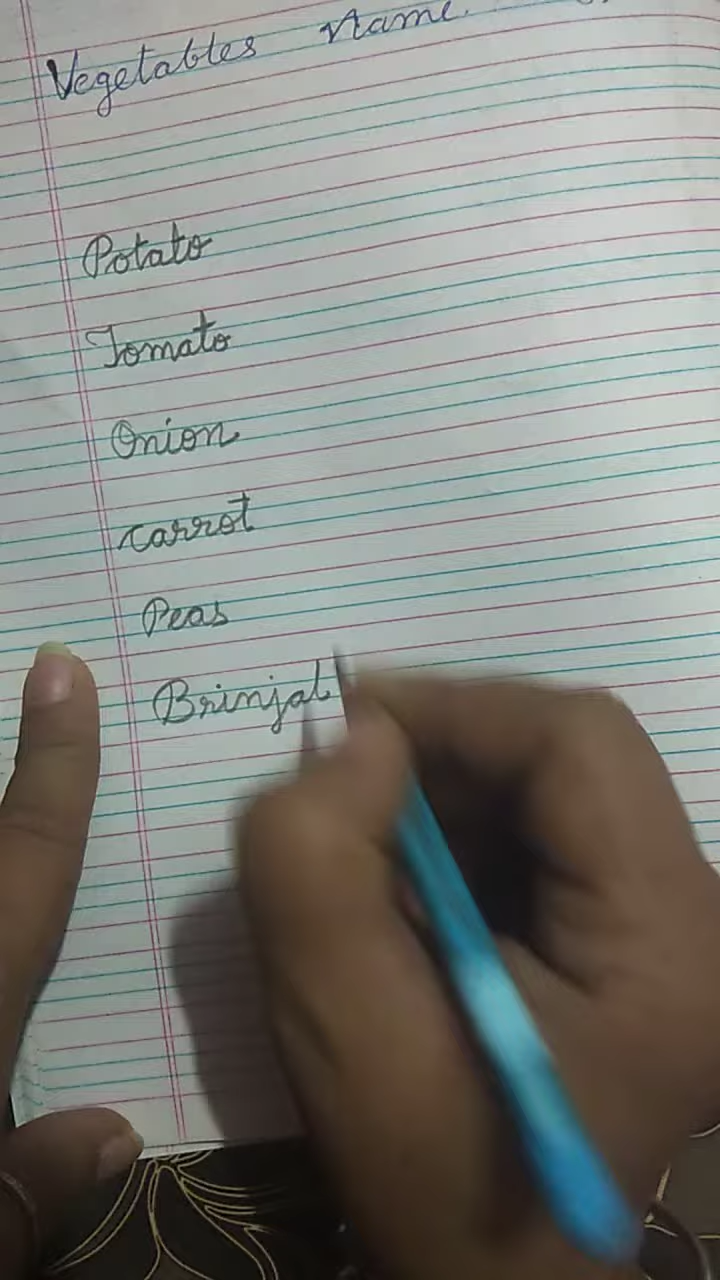 Vegetables Name.
Potato
Tomato
Onion
carrot
Peas
Brinjal